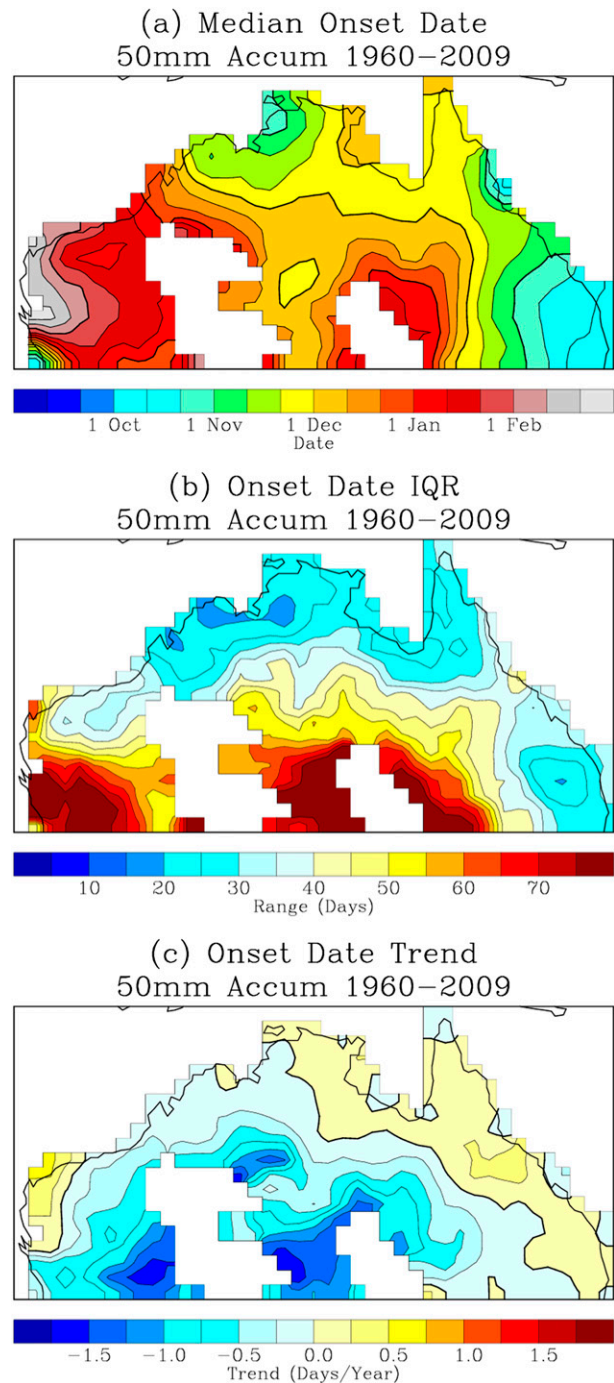 (a) Median Onset Date
50mm Accum 1960−2009
1 Oct 1 Nov 1 Dec 1 Jan 1 Feb
Date
(b) Onset Date IQR
50mm Accum 1960−2009
10 20 30 40 50 60 70
Range (Days)
(c) Onset Date Trend
50mm Accum 1960−2009
−1.5 −1.0 −0.5 0.0 0.5 1.0 1.5
Trend (Days/Year)